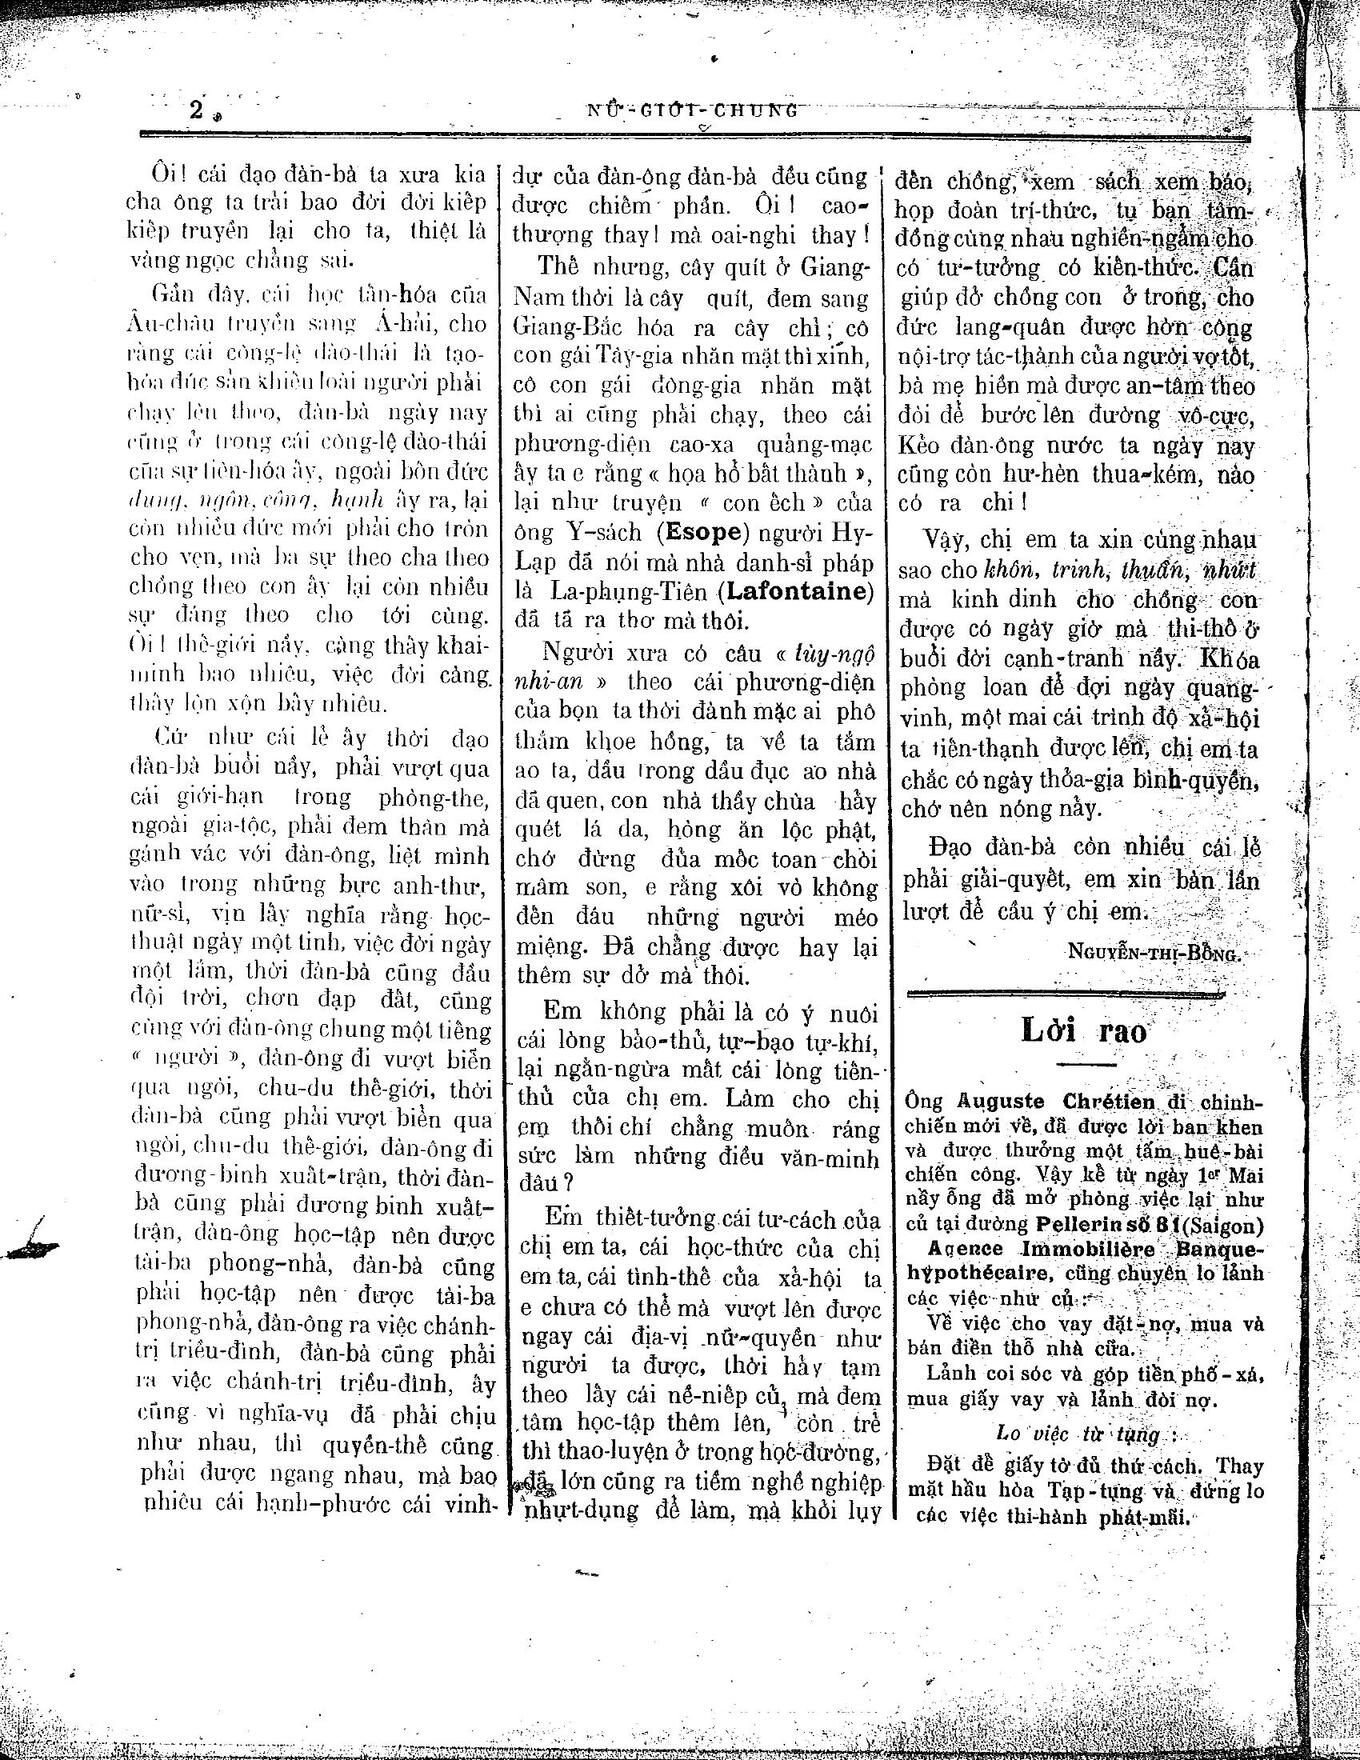 2
NỮ-GIỚI-CHUNG
Ôi! cái đạo đàn-bà ta xưa kia
cha ông ta trải bao đời đời kiếp
kiếp truyền lại cho ta, thiệt là
vàng ngọc chẳng sai.
Gần đây, cái học tân-hóa của
Âu-châu truyền sang Á-hải, cho
rằng cái công-lệ đào-thải là tạo-
hóa đúc sản khiến loài người phải
chạy lên theo, đàn-bà ngày nay
cũng ở trong cái công-lệ đào-thải
của sự tiên-hóa ấy, ngoài bôn đức
dung, ngôn, công, hạnh ấy ra, lại
còn nhiều đức mới phải cho tròn
cho vẹn, mà ba sự theo cha theo
chồng theo con ấy lại còn nhiều
sự đáng theo cho tới cùng.
Ôi! thế-giới nầy, càng thấy khai-
minh bao nhiêu, việc đời càng
thấy lộn xộn bấy nhiêu.
Cứ như cái lẻ ấy thời đạo
đàn-bà buổi nầy, phải vượt qua
cái giới-hạn trong phòng-the,
ngoài gia-tộc, phải đem thân mà
gánh vác với đàn-ông, liệt mình
vào trong những bực anh-thư,
nữ-sỉ, vịn lấy nghĩa rằng học-
thuật ngày một tinh, việc đời ngày
một lắm, thời đàn-bà cũng đầu
đội trời, chơn đạp đất, cũng
cùng với đàn-ông chung một tiếng
« người », đàn-ông đi vượt biển
qua ngòi, chu-du thế-giới, thời
đàn-bà cũng phải vượt biển qua
ngòi, chu-du thế-giới, đàn-ông đi
đương-binh xuât-trận, thời đàn-
bà cũng phải đương binh xuật-
trận, đàn-ông học-tập nên được
tài-ba phong-nhả, đàn-bà cũng
phải học-tập nên được tài-ba
phong-nhả, đàn-ông ra việc chánh-
trị triều-đình, đàn-bà cũng phải
ra việc chánh-trị triều-đình, ấy
cũng vì nghĩa-vụ đã phải chịu
như nhau, thì quyền-thế cũng
phải được ngang nhau, mà bao
nhiêu cái hạnh-phước cái vinh-
dự của đàn-ông đàn-bà đều cũng
được chiếm phần. Ôi! cao-
thượng thay! mà oai-nghi thay!
Thế nhưng, cây quít ở Giang-
Nam thời là cây quít, đem sang
Giang-Bắc hóa ra cây chỉ; cô
con gái Tây-gia nhăn mặt thì xinh,
cô con gái đông-gia nhăn mặt
thì ai cũng phải chạy, theo cái
phương-diện cao-xa quảng-mạc
ấy ta e rằng « họa hổ bât thành »,
lại như truyện « con ếch » của
ông Y-sách (Esope) người Hy-
Lạp đã nói mà nhà danh-sỉ pháp
là La-phụng-Tiên (Lafontaine)
đã tả ra thơ mà thôi.
Người xưa có câu « tùy-ngộ
nhi-an » theo cái phương-diện
của bọn ta thời đành mặc ai phô
thắm khoe hồng, ta về ta tắm
ao ta, dầu trong dầu đục ao nhà
đã quen, con nhà thầy chùa hảy
quét lá đa, hòng ăn lộc phật,
chớ đừng đủa mốc toan chòi
mâm son, e rằng xôi vò không
đến đáu những người méo
miệng. Đã chẳng được hay lại
thêm sự dở mà thôi.
Em không phải là có ý nuôi
cái lòng bảo-thủ, tự-bạo tự-khí,
lại ngăn-ngừa mất cái lòng tiến-
thủ của chị em. Làm cho chị
em thối chí chẳng muốn ráng
sức làm những điều văn-minh
đâu?
Em thiết-tưởng cái tư-cách của
chị em ta, cái học-thức của chị
em ta, cái tình-thế của xả-hội ta
e chưa có thể mà vượt lên được
ngay cái địa-vị nữ-quyền như
người ta được, thời hảy tạm
theo lấy cái nề-niếp củ, mà đem
tâm học-tập thêm lên, còn trẻ
thì thao-luyện ở trong học-đường,
đã lớn cũng ra tiềm nghề nghiệp
nhựt-dụng để làm, mà khỏi lụy
đến chồng, xem sách xem báo,
họp đoàn trí-thức, tụ bạn tâm-
đồng cùng nhau nghiền-ngẫm cho
có tư-tưởng có kiến-thức. Cần
giúp đở chồng con ở trong, cho
đức lang-quân được hờn công
nội-trợ tác-thành của người vợ tốt,
bà mẹ hiền mà được an-tâm theo
đòi để bước lên đường vô-cực,
Kẻo đàn-ông nước ta ngày nay
cũng còn hư-hèn thua-kém, nào
có ra chi!
Vậy, chị em ta xin cùng nhau
sao cho khôn, trinh, thuấn, nhứt
mà kinh dinh cho chồng con
được có ngày giờ mà thi-thố ở
buổi đời cạnh-tranh nầy. Khóa
phòng loan để đợi ngày quang-
vinh, một mai cái trình độ xả-hội
ta tiến-thạnh được lên, chị em ta
chắc có ngày thỏa-gịa bình-quyền,
chớ nên nóng nảy.
Đạo đàn-bà còn nhiều cái lẻ
phải giải-quyết, em xin bàn lần
lượt để cầu ý chị em.
NGUYỄN-THỊ-BỒNG.
Lời rao
Ông Auguste Chrétien đi chinh-
chiến mới về, đã được lời ban khen
và được thưởng một tấm huê-bài
chiến công. Vậy kể từ ngày 1er Mai
nầy ông đã mở phòng việc lại như
củ tại đường Pellerin số 81 (Saigon)
Agence Immobilière Banque-
hypothécaire, cũng chuyên lo lảnh
các việc như củ:
Về việc cho vay đặt-nợ, mua và
bán điền thổ nhà cữa.
Lảnh coi sóc và góp tiền phố-xá,
mua giấy vay và lảnh đòi nợ.
Lo việc từ tụng:
Đặt đề giấy tờ đủ thứ cách. Thay
mặt hầu hòa Tạp-tụng và đứng lo
các việc thi-hành phát-mãi.